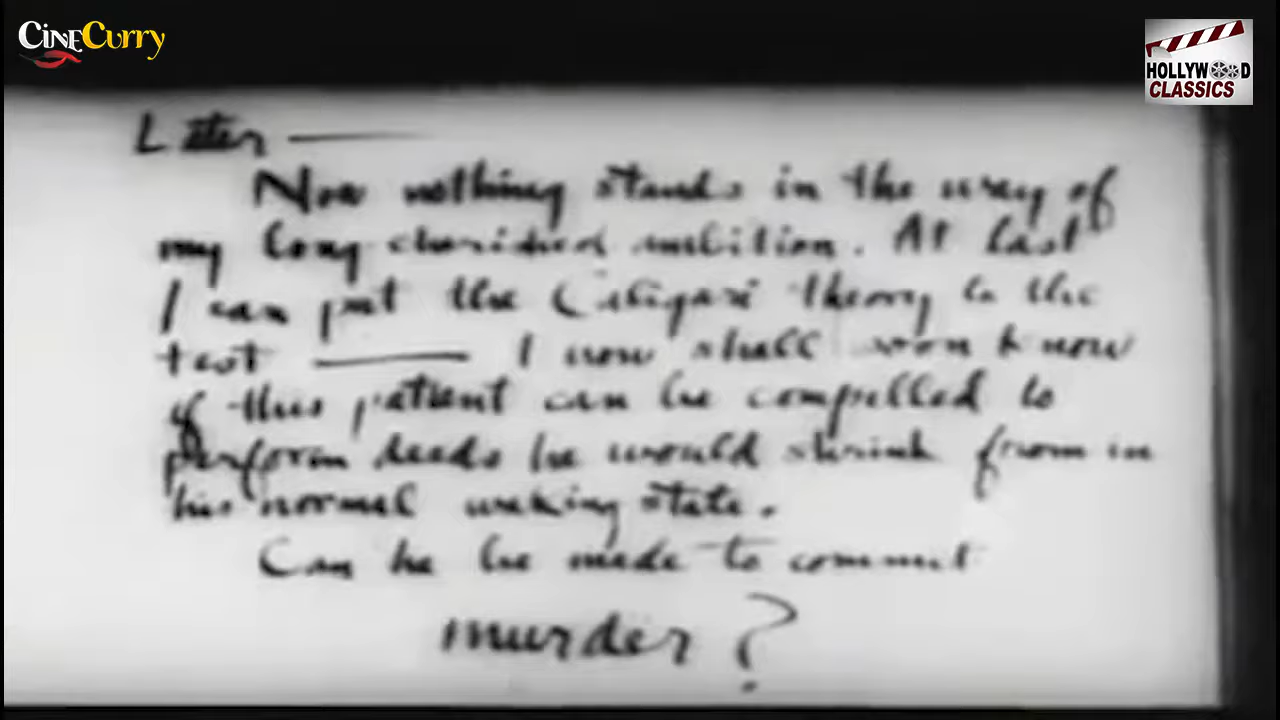 CINECURRY
HOLLYWOOD
CLASSICS
Later ———
Now nothing stands in the way of
my long cherished ambition. At last
I can put the Caligari theory to the
test ——— I now shall soon know
if this patient can be compelled to
perform deeds he would shrink from in
his normal waking state.
Can he be made to commit
murder?